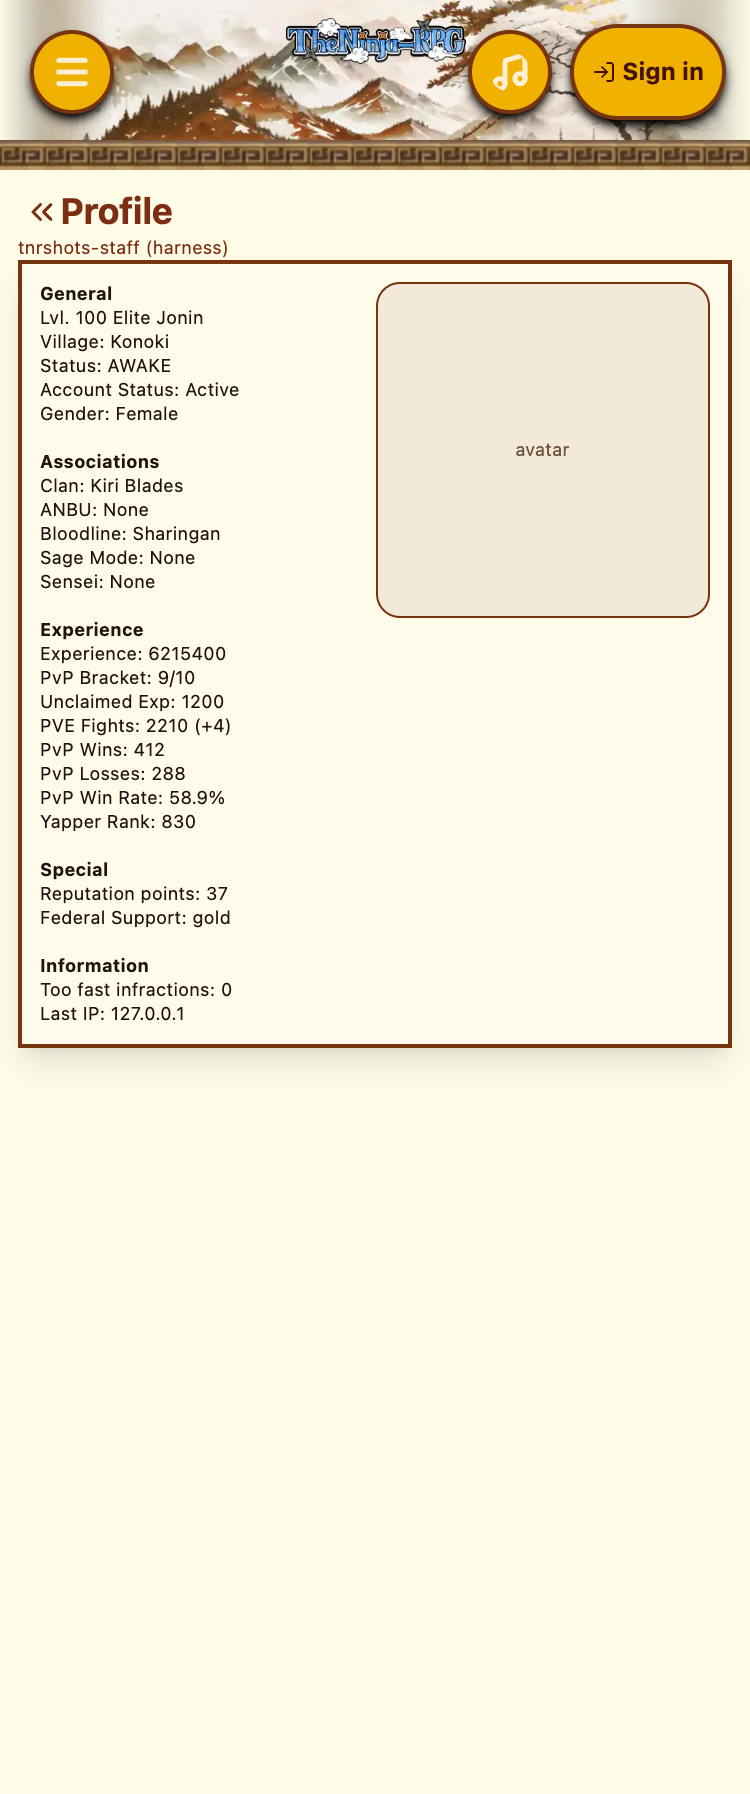 TheNinja-RPG
Sign in
Profile
tnrshots-staff (harness)
General
Lvl. 100 Elite Jonin
Village: Konoki
Status: AWAKE
Account Status: Active
Gender: Female
Associations
Clan: Kiri Blades
ANBU: None
Bloodline: Sharingan
Sage Mode: None
Sensei: None
Experience
Experience: 6215400
PvP Bracket: 9/10
Unclaimed Exp: 1200
PVE Fights: 2210 (+4)
PvP Wins: 412
PvP Losses: 288
PvP Win Rate: 58.9%
Yapper Rank: 830
Special
Reputation points: 37
Federal Support: gold
Information
Too fast infractions: 0
Last IP: 127.0.0.1
avatar